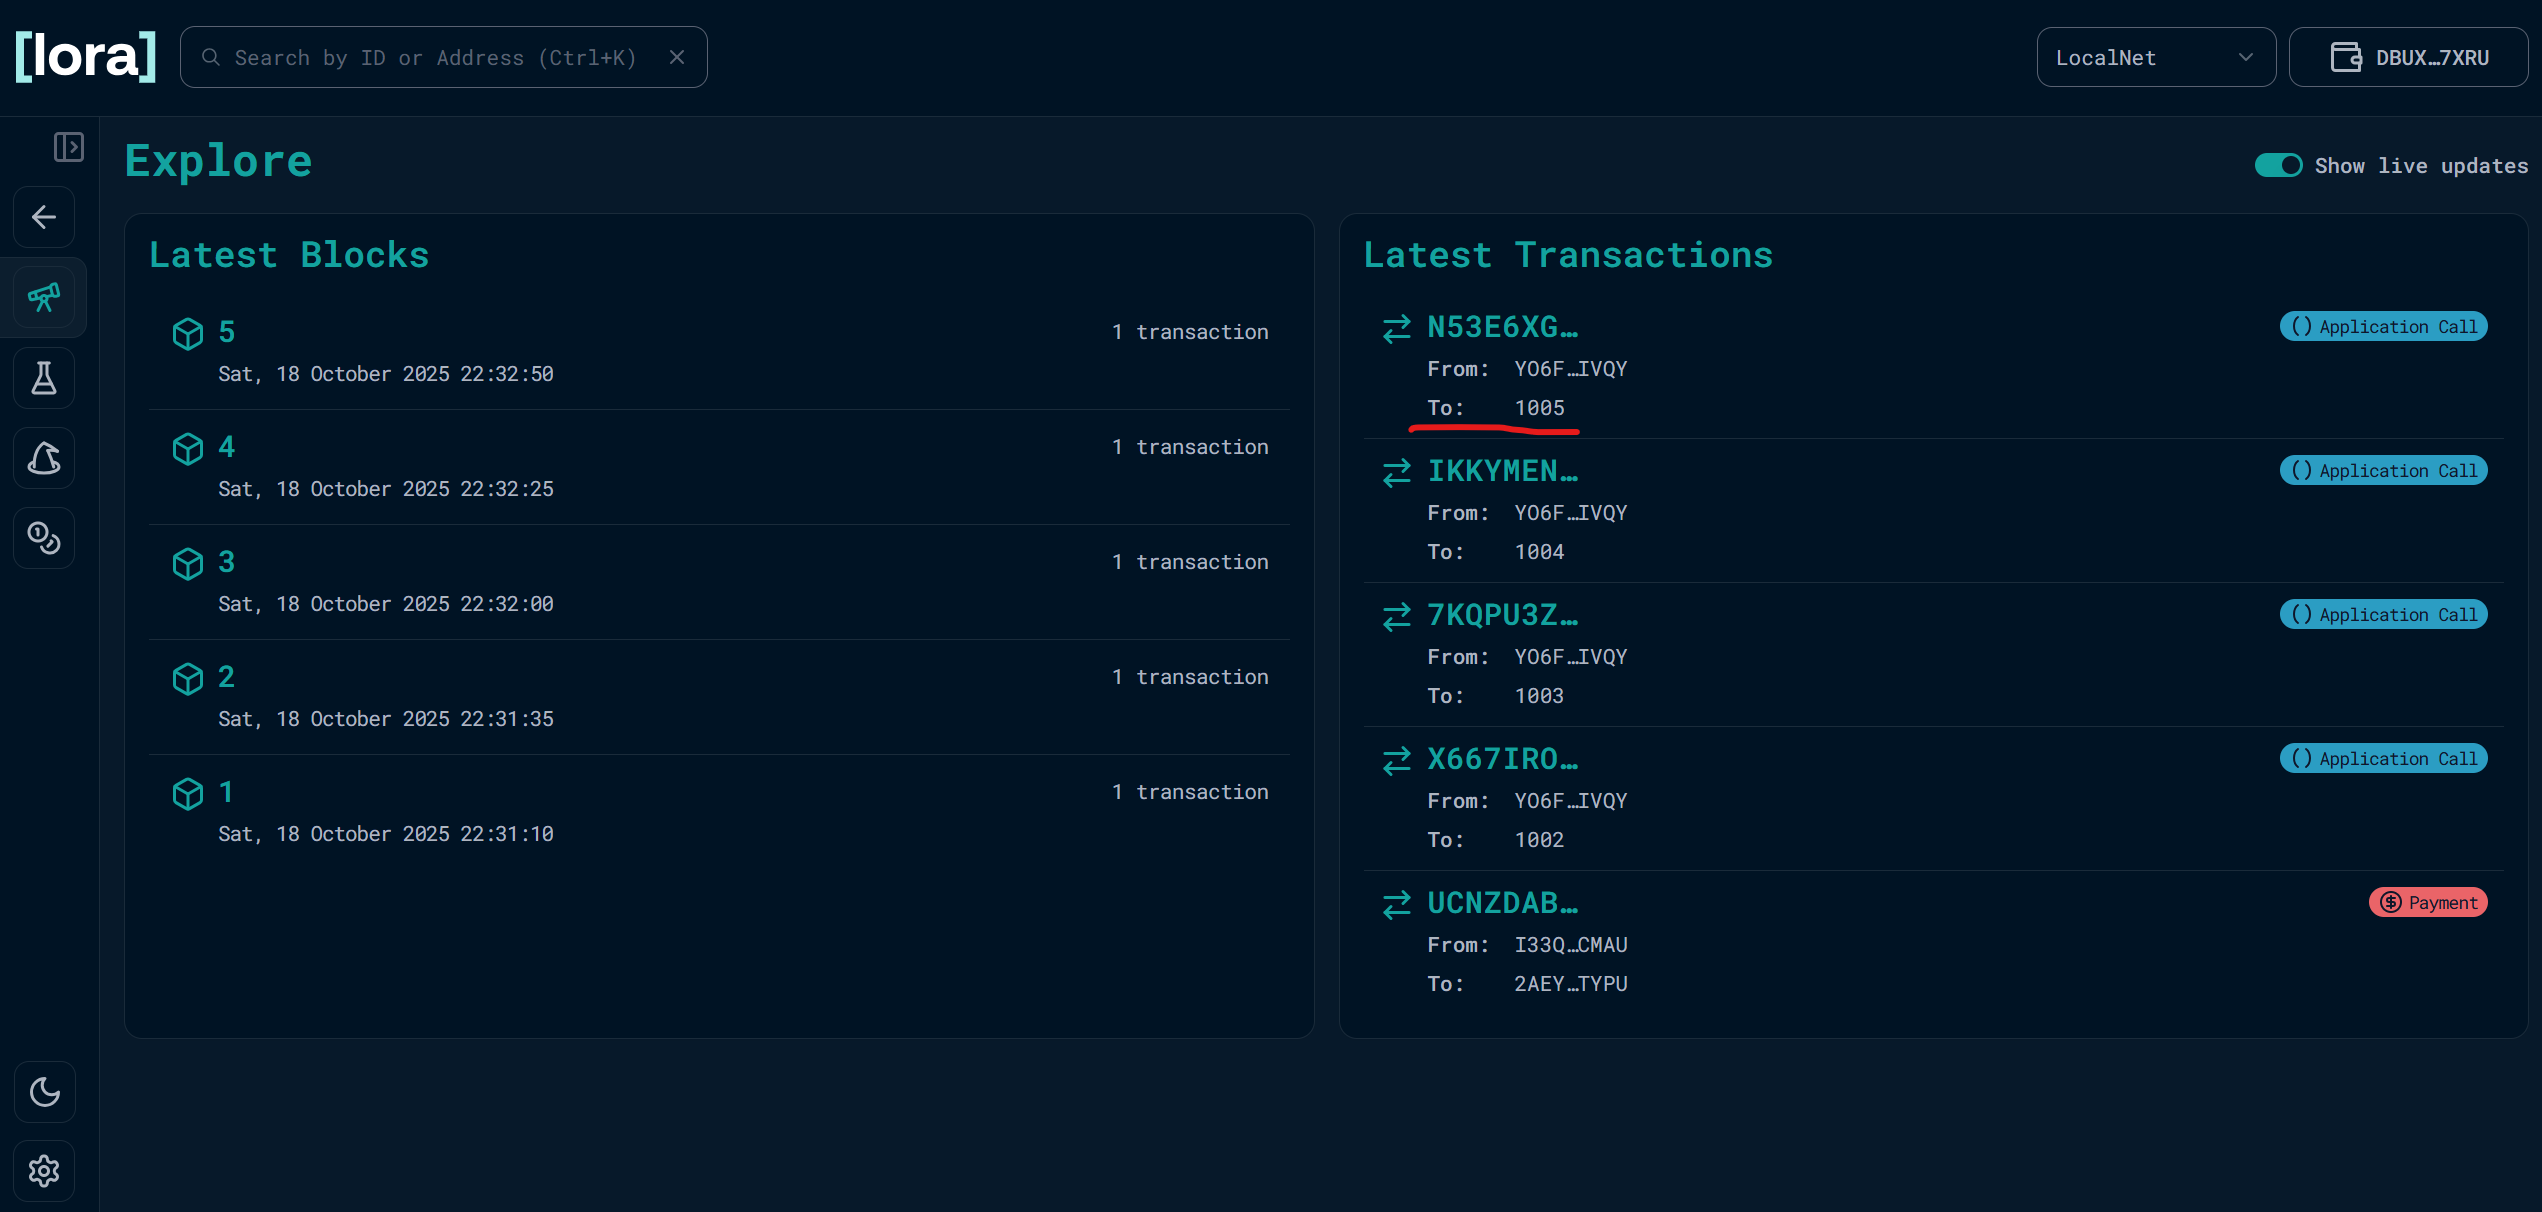 [lora]
Search by ID or Address (Ctrl+K)
LocalNet
DBUX…7XRU
Explore
Show live updates
Latest Blocks
5
1 transaction
Sat, 18 October 2025 22:32:50
4
1 transaction
Sat, 18 October 2025 22:32:25
3
1 transaction
Sat, 18 October 2025 22:32:00
2
1 transaction
Sat, 18 October 2025 22:31:35
1
1 transaction
Sat, 18 October 2025 22:31:10
Latest Transactions
N53E6XG…
() Application Call
From: YO6F…IVQY
To: 1005
IKKYMEN…
() Application Call
From: YO6F…IVQY
To: 1004
7KQPU3Z…
() Application Call
From: YO6F…IVQY
To: 1003
X667IRO…
() Application Call
From: YO6F…IVQY
To: 1002
UCNZDAB…
Payment
From: I33Q…CMAU
To: 2AEY…TYPU